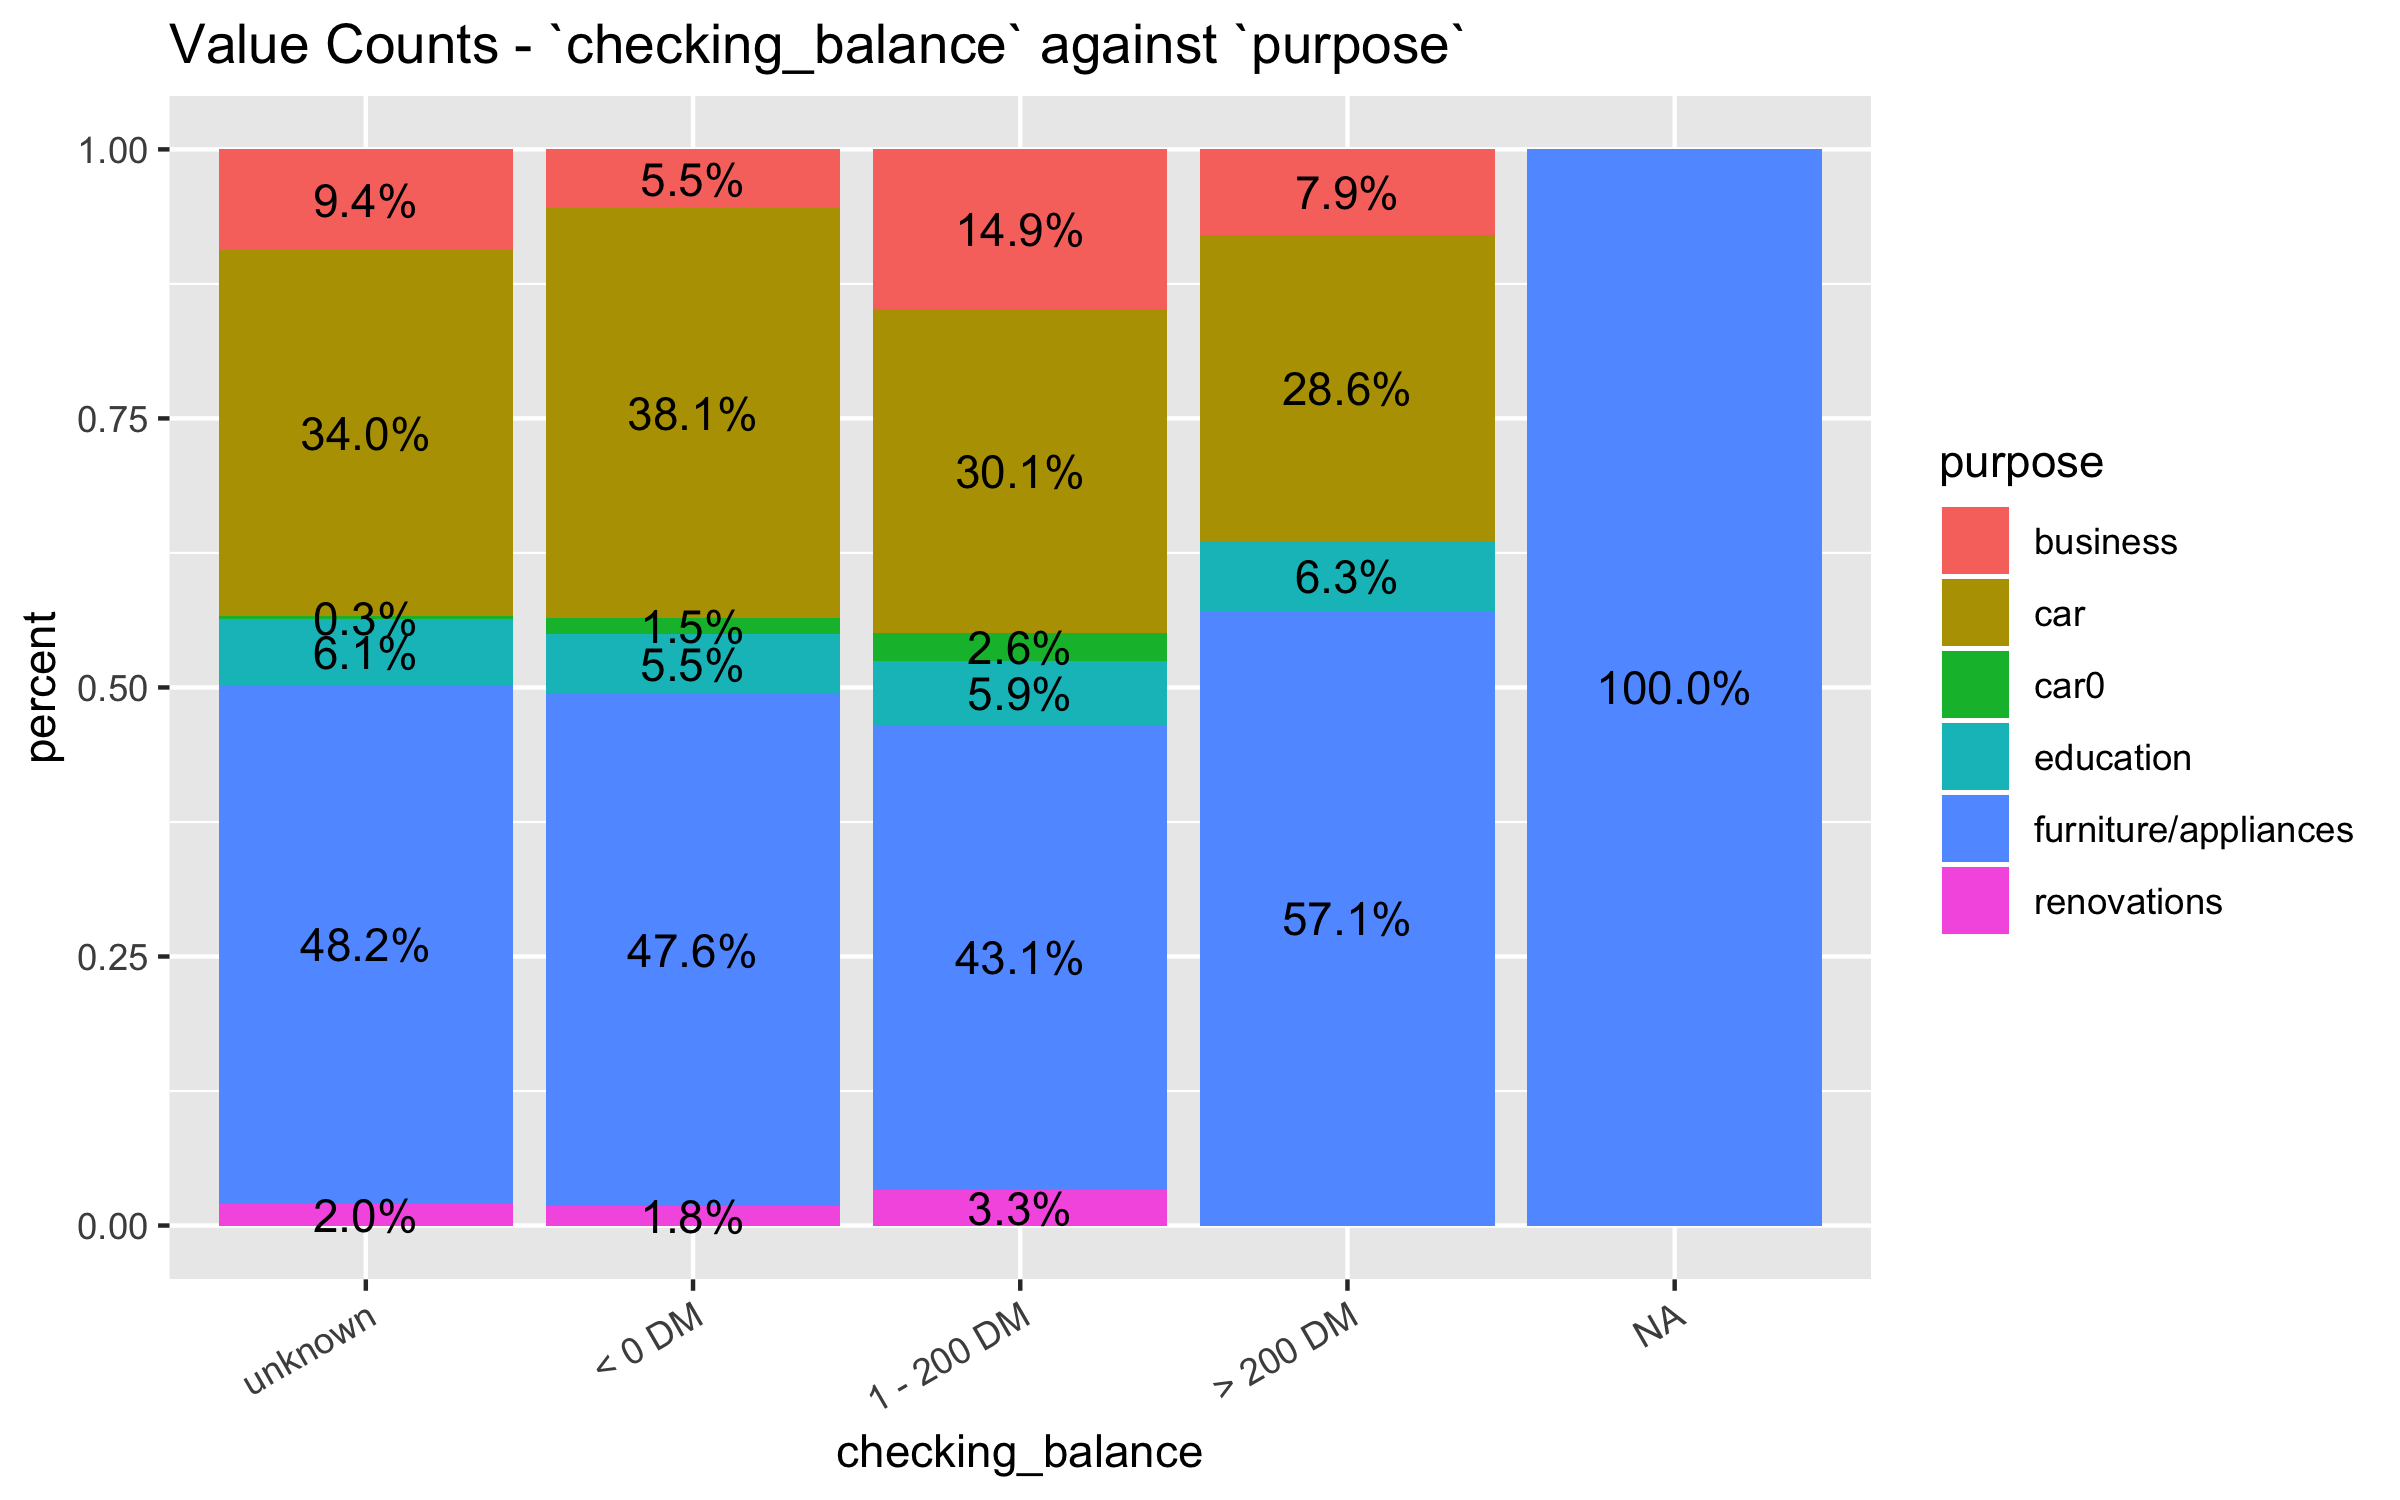 Value Counts - `checking_balance` against `purpose`
percent
1.00
0.75
0.50
0.25
0.00
9.4%
34.0%
0.3%
6.1%
48.2%
2.0%
5.5%
38.1%
1.5%
5.5%
47.6%
1.8%
14.9%
30.1%
2.6%
5.9%
43.1%
3.3%
7.9%
28.6%
6.3%
57.1%
100.0%
unknown
< 0 DM
1 - 200 DM
> 200 DM
NA
checking_balance
purpose
business
car
car0
education
furniture/appliances
renovations